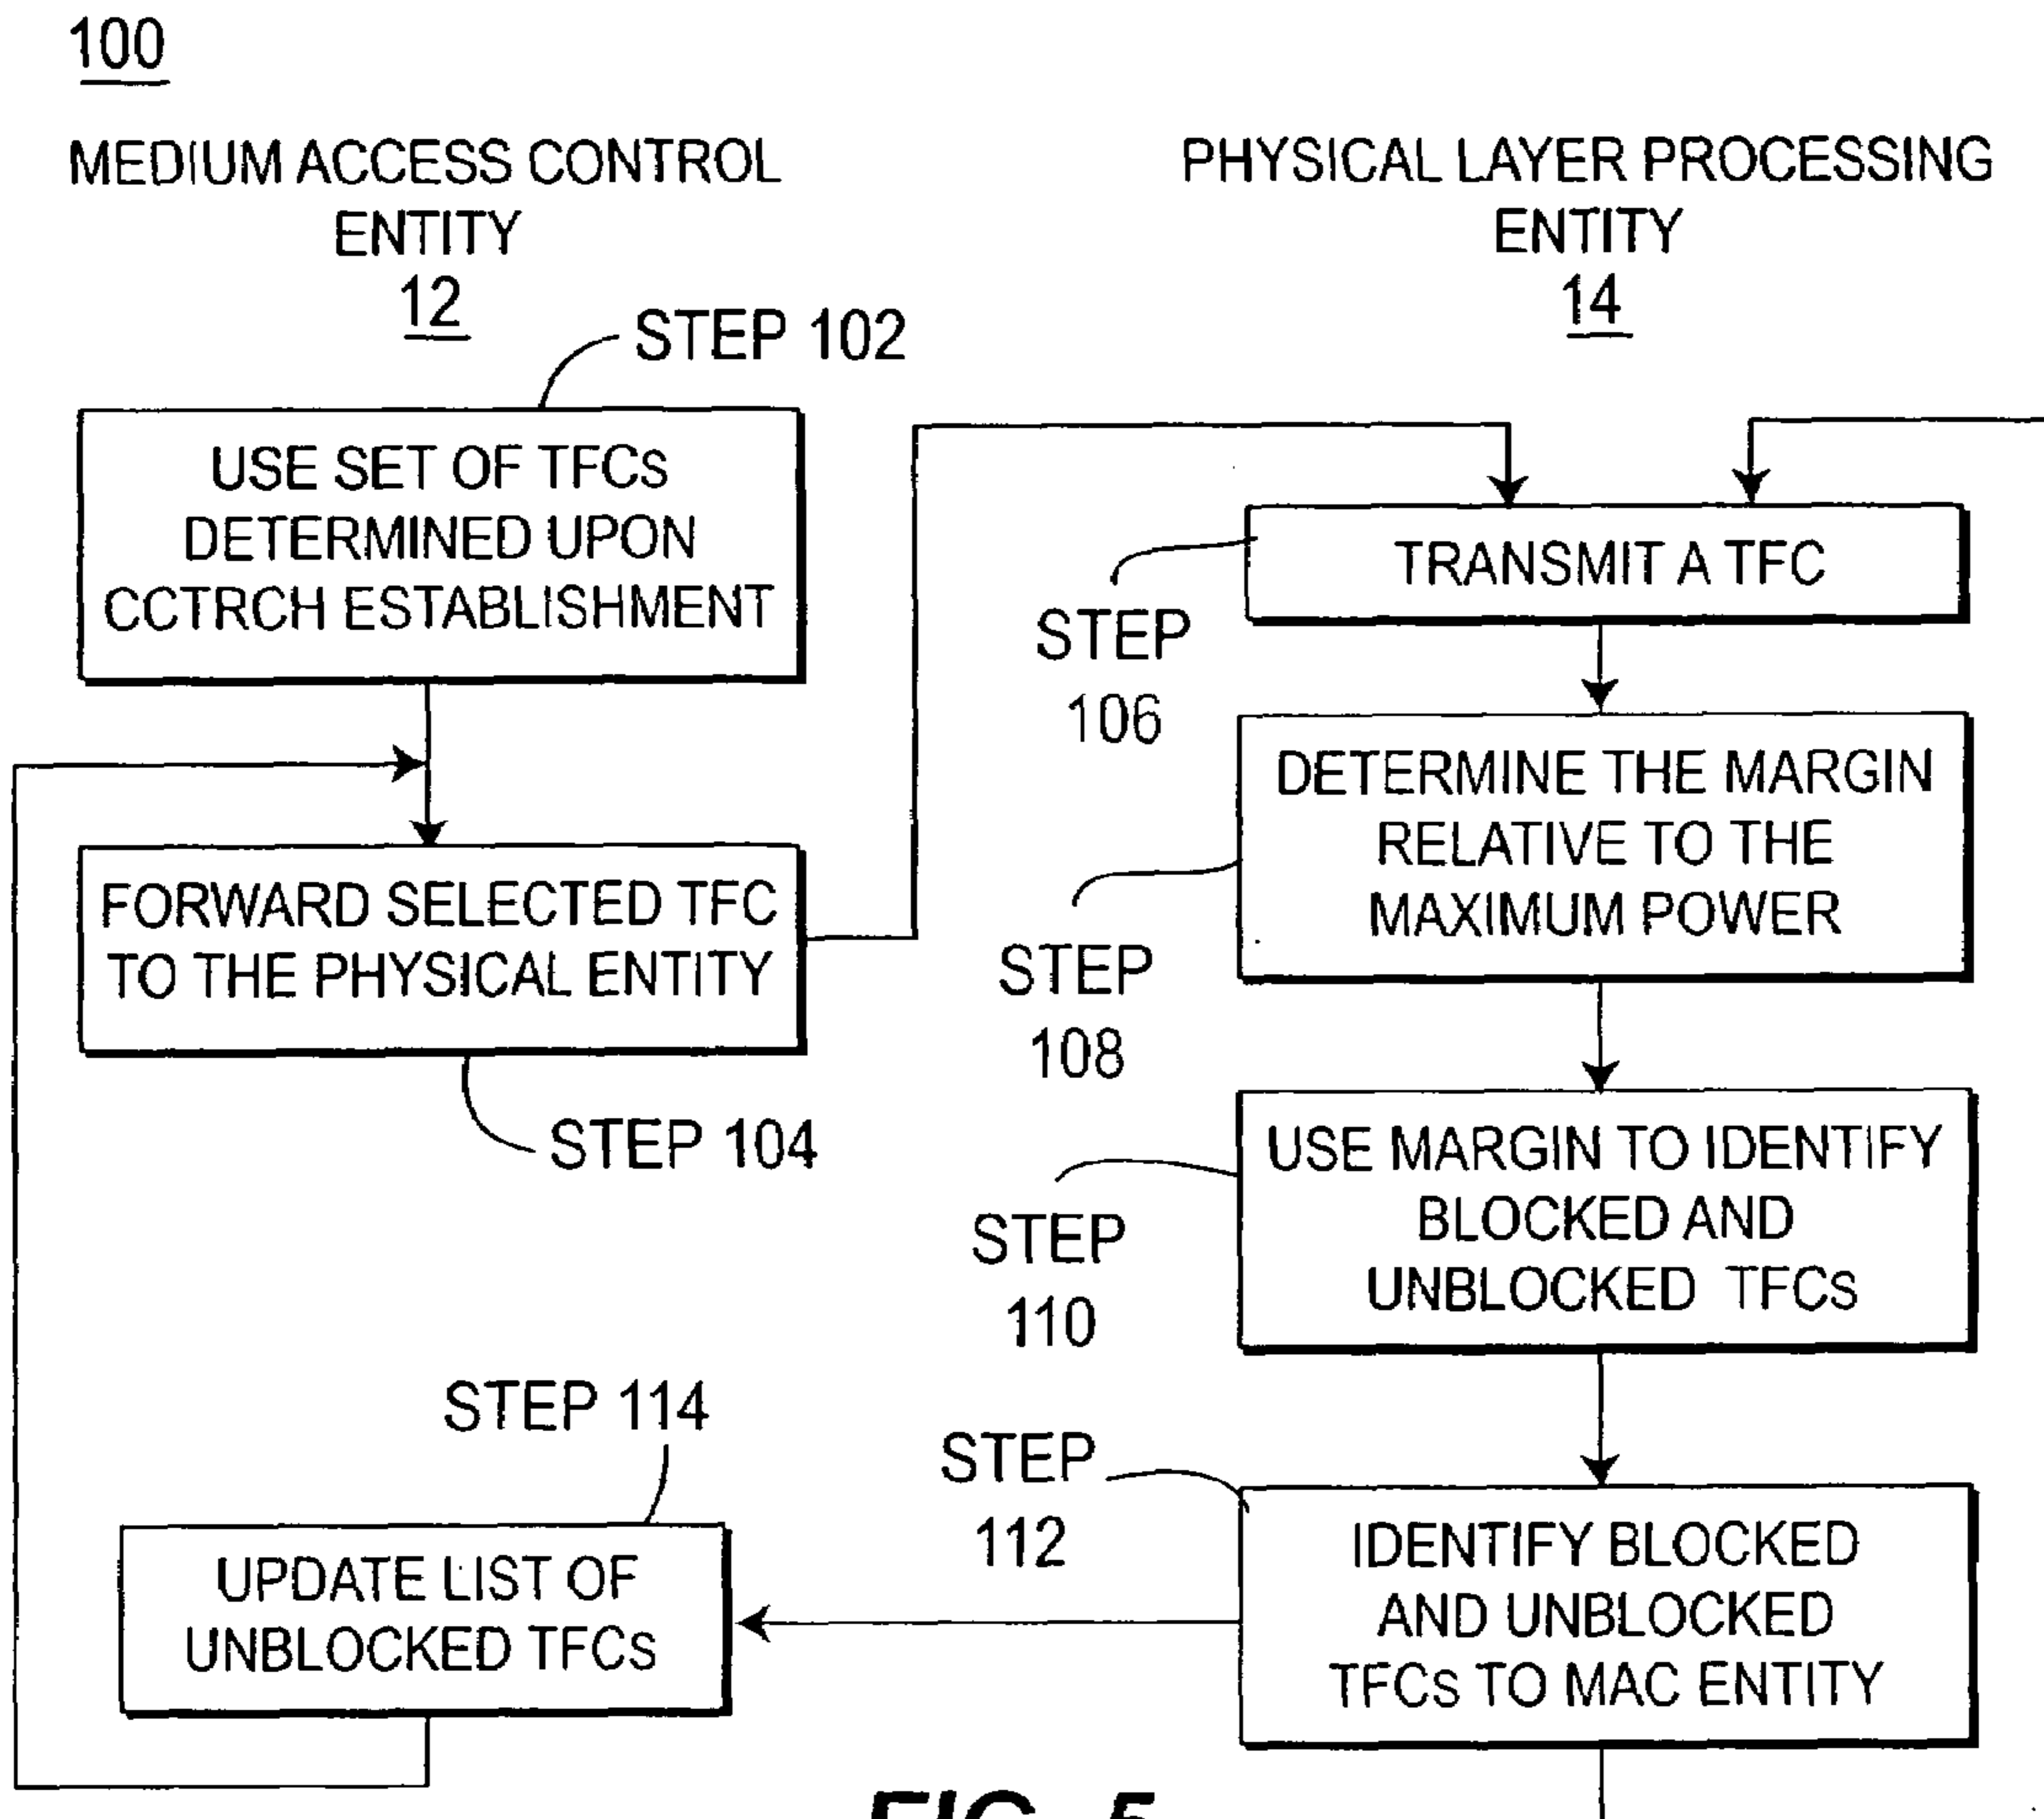 100
MEDIUM ACCESS CONTROL
ENTITY
12
PHYSICAL LAYER PROCESSING
ENTITY
14
STEP 102
USE SET OF TFCs
DETERMINED UPON
CCTRCH ESTABLISHMENT
FORWARD SELECTED TFC
TO THE PHYSICAL ENTITY
STEP 104
TRANSMIT A TFC
STEP
106
DETERMINE THE MARGIN
RELATIVE TO THE
MAXIMUM POWER
STEP
108
USE MARGIN TO IDENTIFY
BLOCKED AND
UNBLOCKED TFCs
STEP
110
STEP
112
IDENTIFY BLOCKED
AND UNBLOCKED
TFCs TO MAC ENTITY
STEP 114
UPDATE LIST OF
UNBLOCKED TFCs
FIG. 5